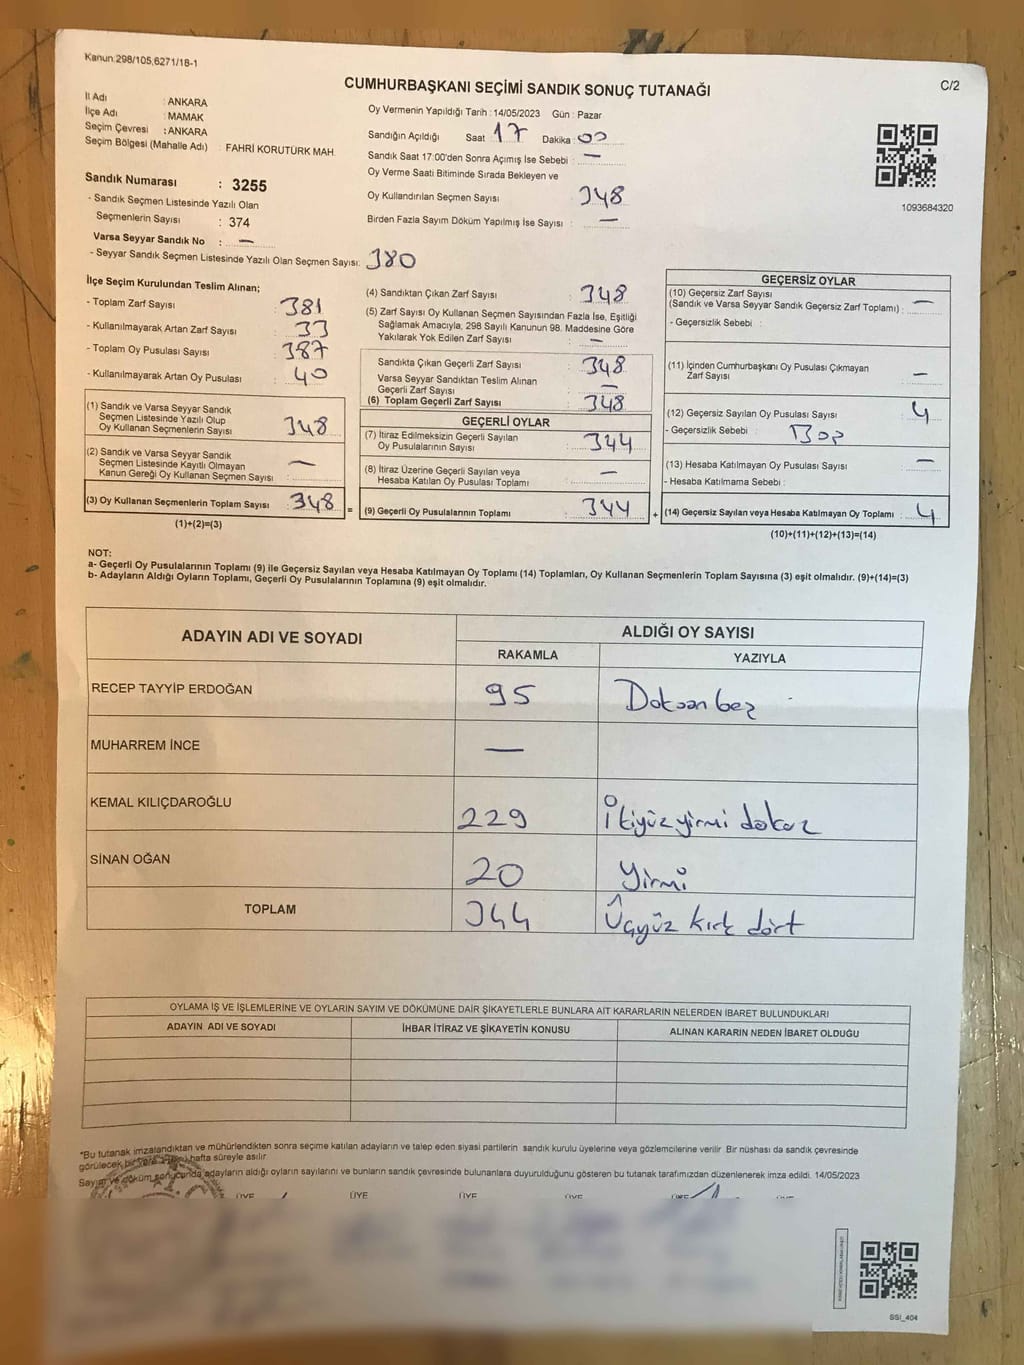 Kanun:298/105,6271/18-1
CUMHURBAŞKANI SEÇİMİ SANDIK SONUÇ TUTANAĞI
C/2
İl Adı : ANKARA
İlçe Adı : MAMAK
Seçim Çevresi : ANKARA
Seçim Bölgesi (Mahalle Adı) : FAHRİ KORUTÜRK MAH.
Oy Vermenin Yapıldığı Tarih : 14/05/2023 Gün : Pazar
Sandığın Açıldığı Saat 17 Dakika : 00
Sandık Saat 17:00'den Sonra Açımış İse Sebebi : —
Oy Verme Saati Bitiminde Sırada Bekleyen ve
Oy Kullandırılan Seçmen Sayısı : 348
Birden Fazla Sayım Döküm Yapılmış İse Sayısı : —
1093684320
Sandık Numarası : 3255
- Sandık Seçmen Listesinde Yazılı Olan
Seçmenlerin Sayısı : 374
Varsa Seyyar Sandık No : —
- Seyyar Sandık Seçmen Listesinde Yazılı Olan Seçmen Sayısı: 380
İlçe Seçim Kurulundan Teslim Alınan;
- Toplam Zarf Sayısı : 381
- Kullanılmayarak Artan Zarf Sayısı : 33
- Toplam Oy Pusulası Sayısı : 387
- Kullanılmayarak Artan Oy Pusulası : 40
(1) Sandık ve Varsa Seyyar Sandık
Seçmen Listesinde Yazılı Olup
Oy Kullanan Seçmenlerin Sayısı : 348
(2) Sandık ve Varsa Seyyar Sandık
Seçmen Listesinde Kayıtlı Olmayan
Kanun Gereği Oy Kullanan Seçmen Sayısı : —
(3) Oy Kullanan Seçmenlerin Toplam Sayısı : 348 =
(1)+(2)=(3)
(4) Sandıktan Çıkan Zarf Sayısı : 348
(5) Zarf Sayısı Oy Kullanan Seçmen Sayısından Fazla İse, Eşitliği
Sağlamak Amacıyla, 298 Sayılı Kanunun 98. Maddesine Göre
Yakılarak Yok Edilen Zarf Sayısı : —
Sandıkta Çıkan Geçerli Zarf Sayısı : 348
Varsa Seyyar Sandıktan Teslim Alınan
Geçerli Zarf Sayısı : —
(6) Toplam Geçerli Zarf Sayısı : 348
GEÇERLİ OYLAR
(7) İtiraz Edilmeksizin Geçerli Sayılan
Oy Pusulalarının Sayısı : 344
(8) İtiraz Üzerine Geçerli Sayılan veya
Hesaba Katılan Oy Pusulası Toplamı : —
(9) Geçerli Oy Pusulalarının Toplamı : 344 +
GEÇERSİZ OYLAR
(10) Geçersiz Zarf Sayısı
(Sandık ve Varsa Seyyar Sandık Geçersiz Zarf Toplamı) : —
- Geçersizlik Sebebi :
(11) İçinden Cumhurbaşkanı Oy Pusulası Çıkmayan
Zarf Sayısı : —
(12) Geçersiz Sayılan Oy Pusulası Sayısı : 4
- Geçersizlik Sebebi : Boş
(13) Hesaba Katılmayan Oy Pusulası Sayısı : —
- Hesaba Katılmama Sebebi :
(14) Geçersiz Sayılan veya Hesaba Katılmayan Oy Toplamı : 4
(10)+(11)+(12)+(13)=(14)
NOT:
a- Geçerli Oy Pusulalarının Toplamı (9) ile Geçersiz Sayılan veya Hesaba Katılmayan Oy Toplamı (14) Toplamları, Oy Kullanan Seçmenlerin Toplam Sayısına (3) eşit olmalıdır. (9)+(14)=(3)
b- Adayların Aldığı Oyların Toplamı, Geçerli Oy Pusulalarının Toplamına (9) eşit olmalıdır.
ADAYIN ADI VE SOYADI
ALDIĞI OY SAYISI
RAKAMLA YAZIYLA
RECEP TAYYİP ERDOĞAN 95 Doksan beş
MUHARREM İNCE —
KEMAL KILIÇDAROĞLU 229 İkiyüz yirmi dokuz
SİNAN OĞAN 20 Yirmi
TOPLAM 344 Üçyüz kırk dört
OYLAMA İŞ VE İŞLEMLERİNE VE OYLARIN SAYIM VE DÖKÜMÜNE DAİR ŞİKAYETLERLE BUNLARA AİT KARARLARIN NELERDEN İBARET BULUNDUKLARI
ADAYIN ADI VE SOYADI İHBAR İTİRAZ VE ŞİKAYETİN KONUSU ALINAN KARARIN NEDEN İBARET OLDUĞU
*Bu tutanak imzalandıktan ve mühürlendikten sonra seçime katılan adayların ve talep eden siyasi partilerin sandık kurulu üyelerine veya gözlemcilerine verilir Bir nüshası da sandık çevresinde
görülecek bir yere hafta süreyle asılır.
Sayım ve döküm sonucunda adayların aldığı oyların sayılarını ve bunların sandık çevresinde bulunanlara duyurulduğunu gösteren bu tutanak tarafımızdan düzenlenerek imza edildi. 14/05/2023
ÜYE ÜYE ÜYE ÜYE ÜYE
SSI_404